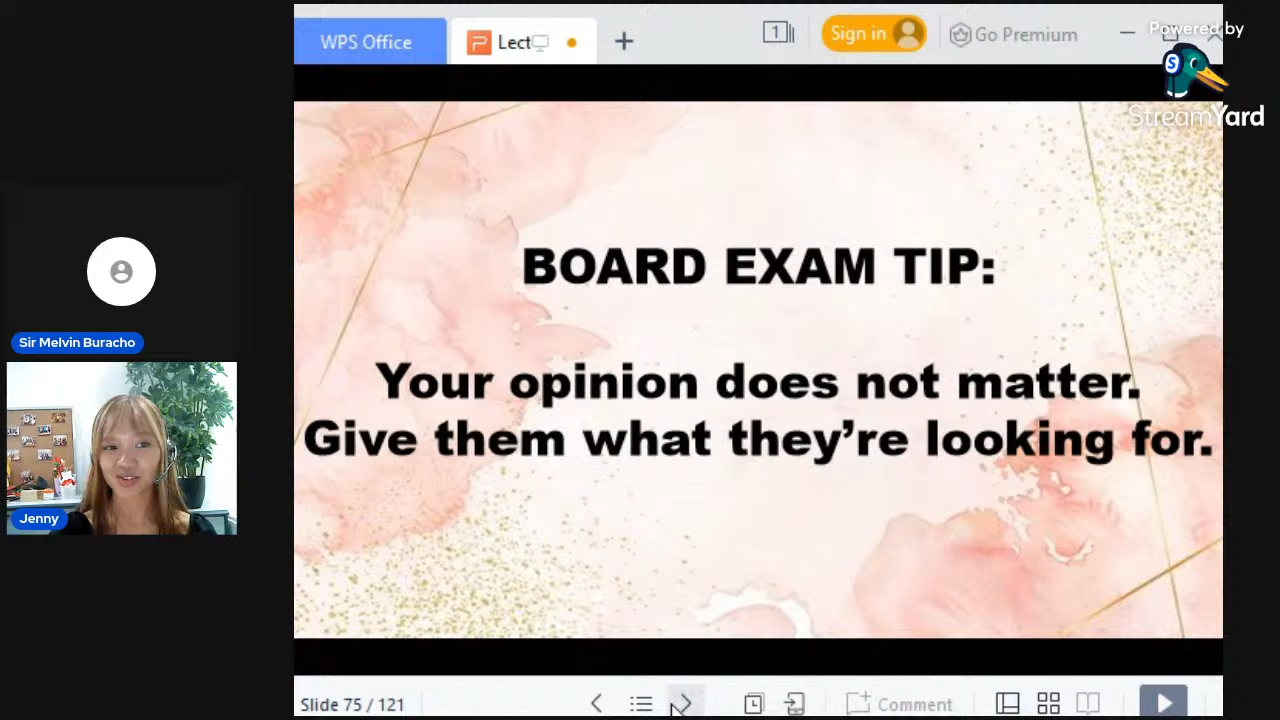 WPS Office
Lect
1
Sign in
Go Premium
Powered by
StreamYard
BOARD EXAM TIP:
Your opinion does not matter.
Give them what they're looking for.
Sir Melvin Buracho
Jenny
Slide 75 / 121
Comment